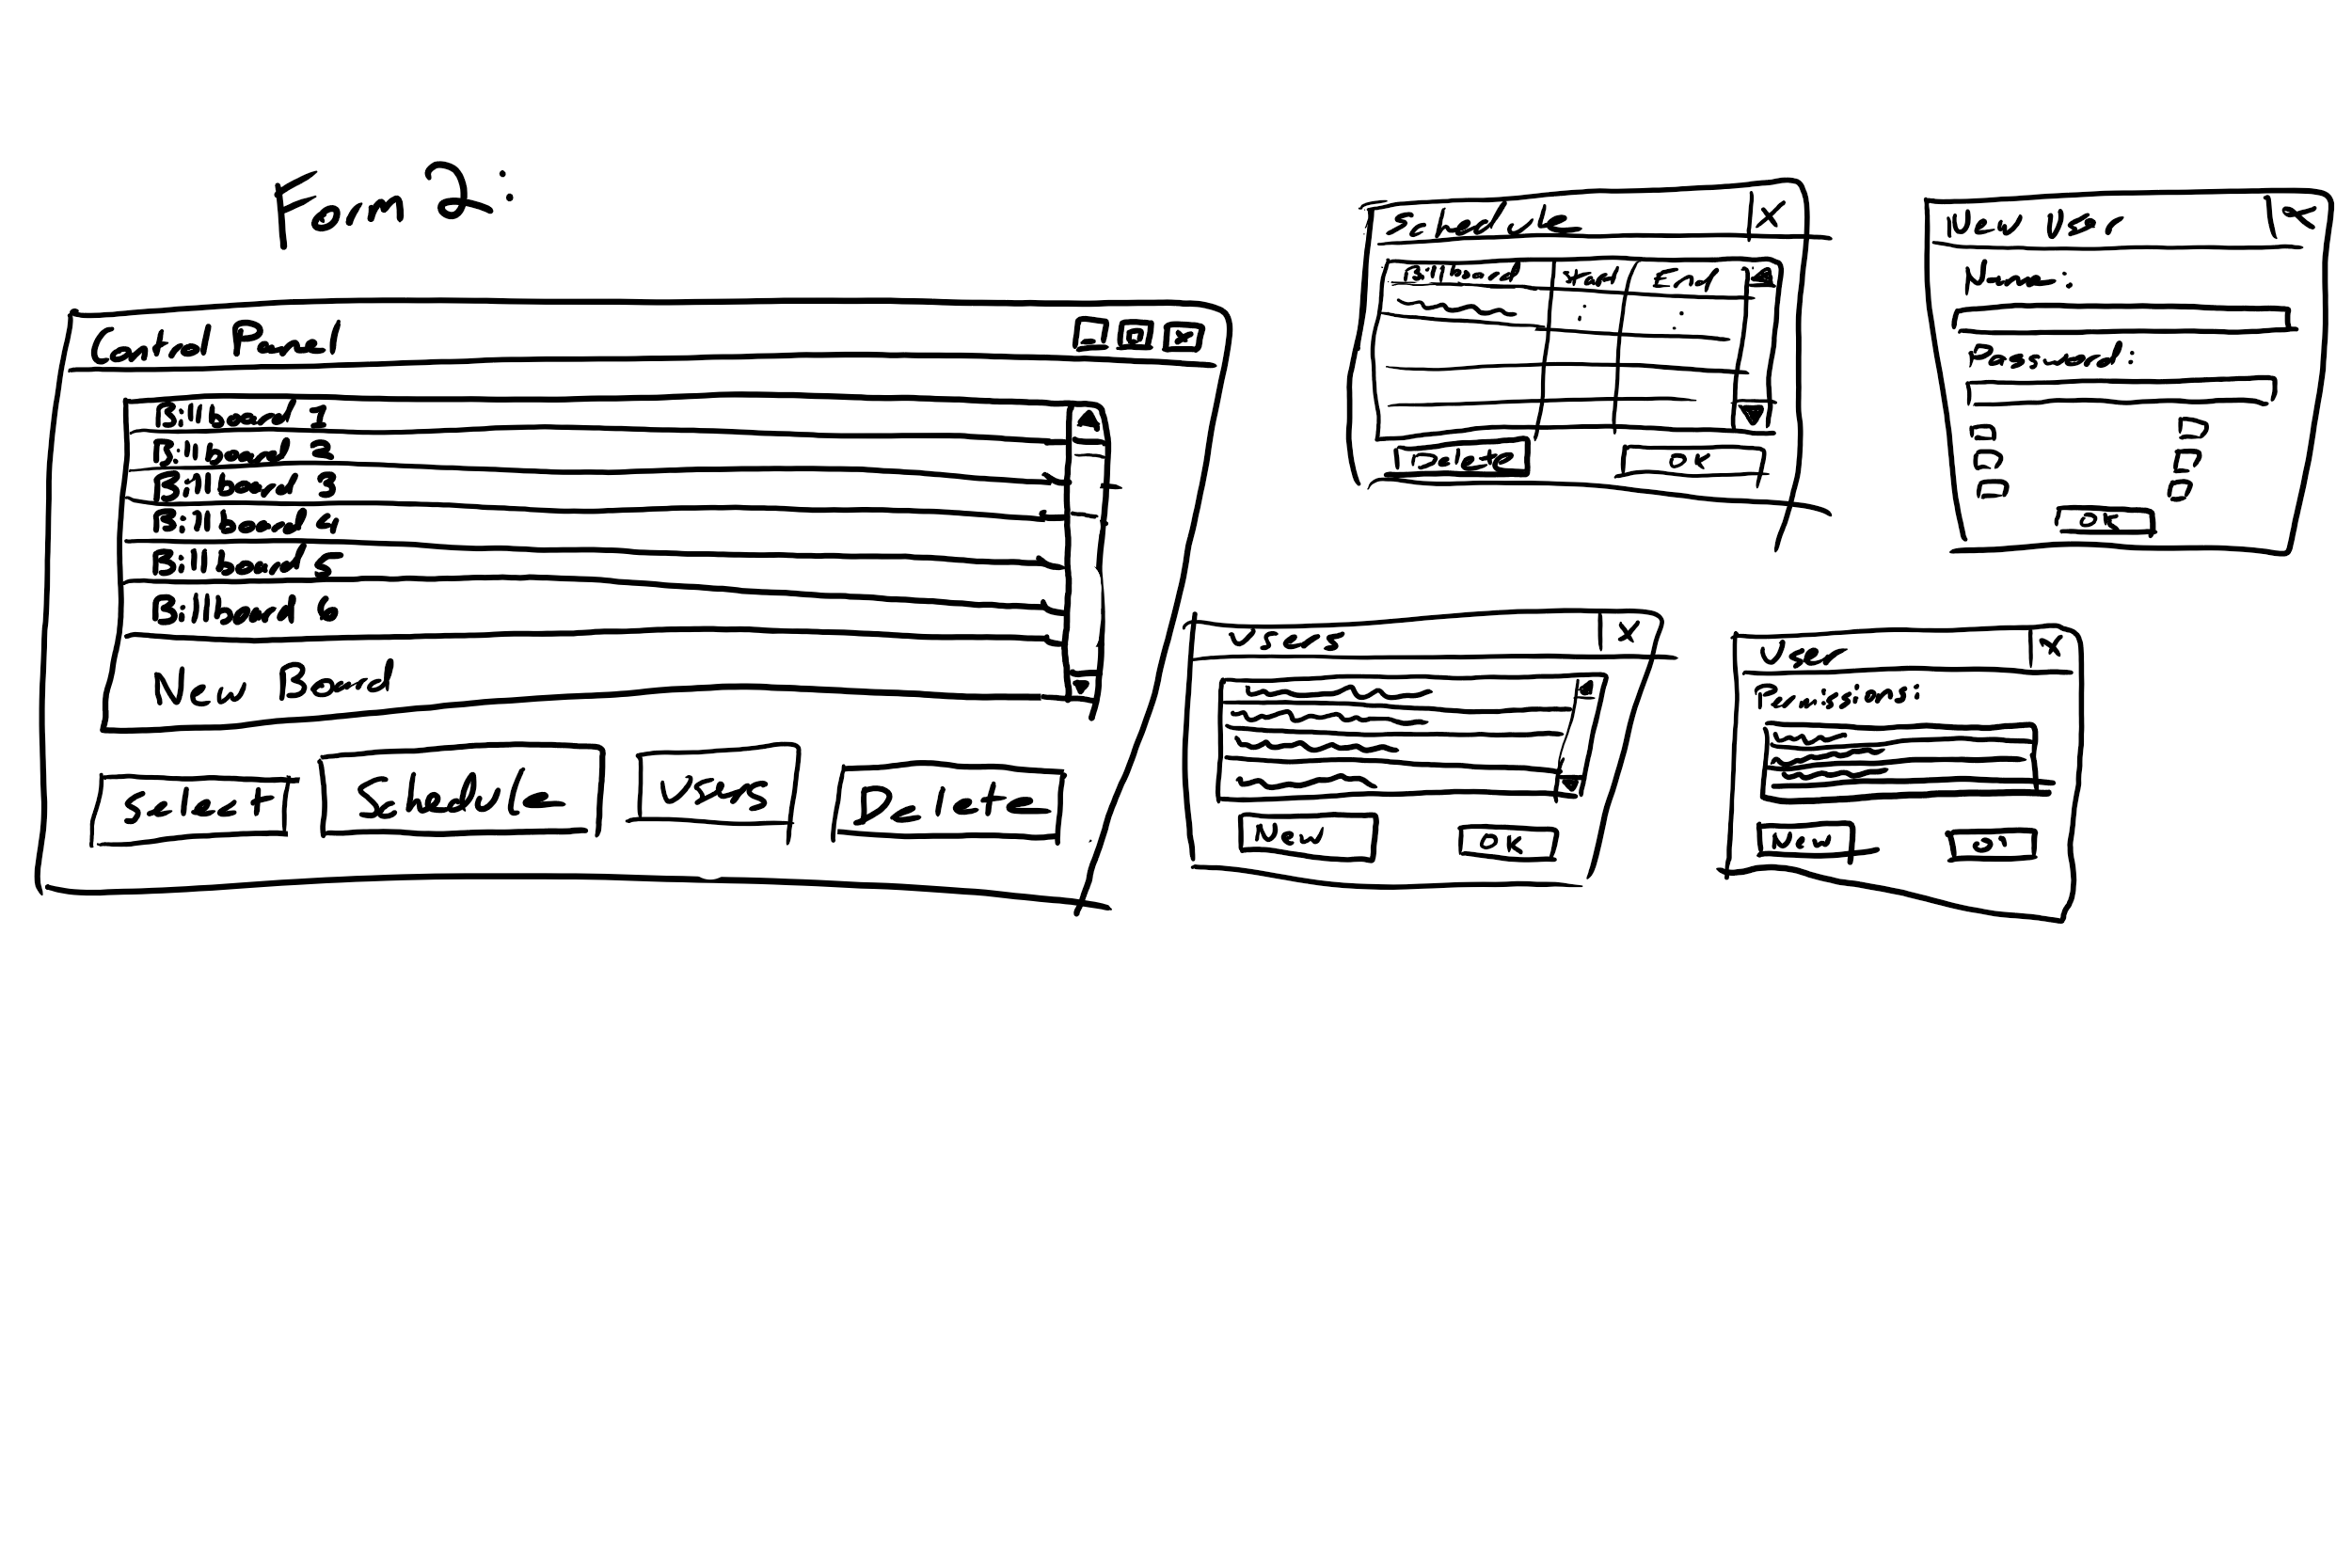 Form 2:
Control Panel
Billboard 1
Billboard 2
Billboard 3
Billboard 4
Billboard 5
Billboard 6
New Board
Select
Schedule
Users
Delete
Schedule X
Billboard Start End
Delete OK
New User X
Name:
Password:
OK
Users X
New OK
User X
Permissions:
New OK